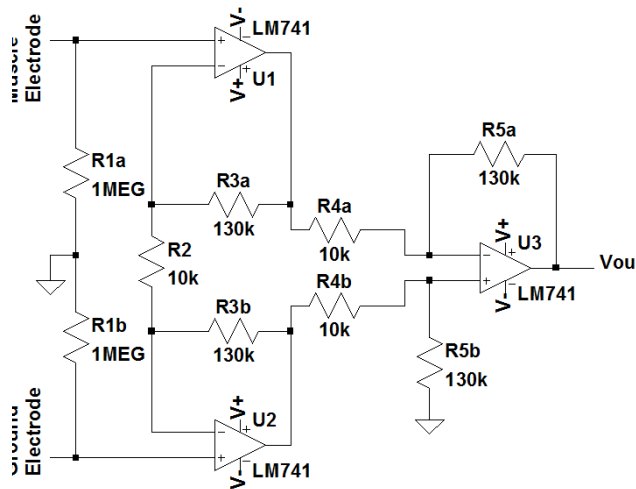 V-
LM741
U1
V+
Electrode
R1a
1MEG
R3a
130k
R2
10k
R4a
10k
R5a
130k
V+
U3
Vou
V-
LM741
R4b
10k
R3b
130k
R1b
1MEG
R5b
130k
V+
U2
V-
LM741
Electrode